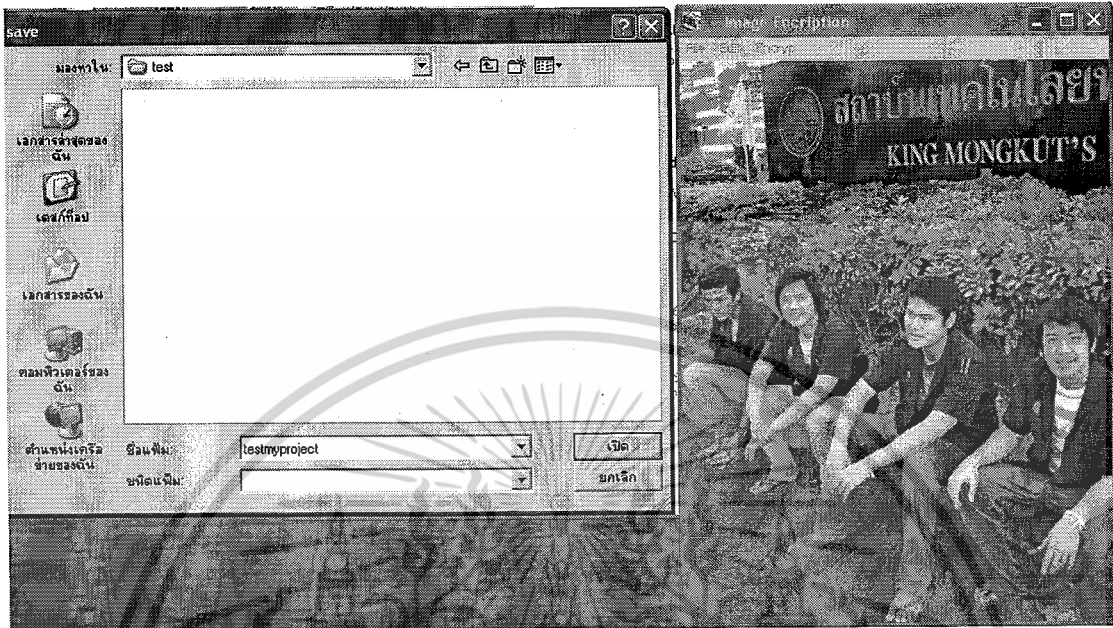 save
มองหาใน: test
เอกสารล่าสุดของ
ฉัน
เดสก์ท็อป
เอกสารของฉัน
คอมพิวเตอร์ของ
ฉัน
ตำแหน่งเครือ
ข่ายของฉัน
ชื่อแฟ้ม: testmyproject เปิด
ชนิดแฟ้ม: ยกเลิก
Image Encription
File Edit Encryp
สถาบันเทคโนโลยี
KING MONGKUT'S